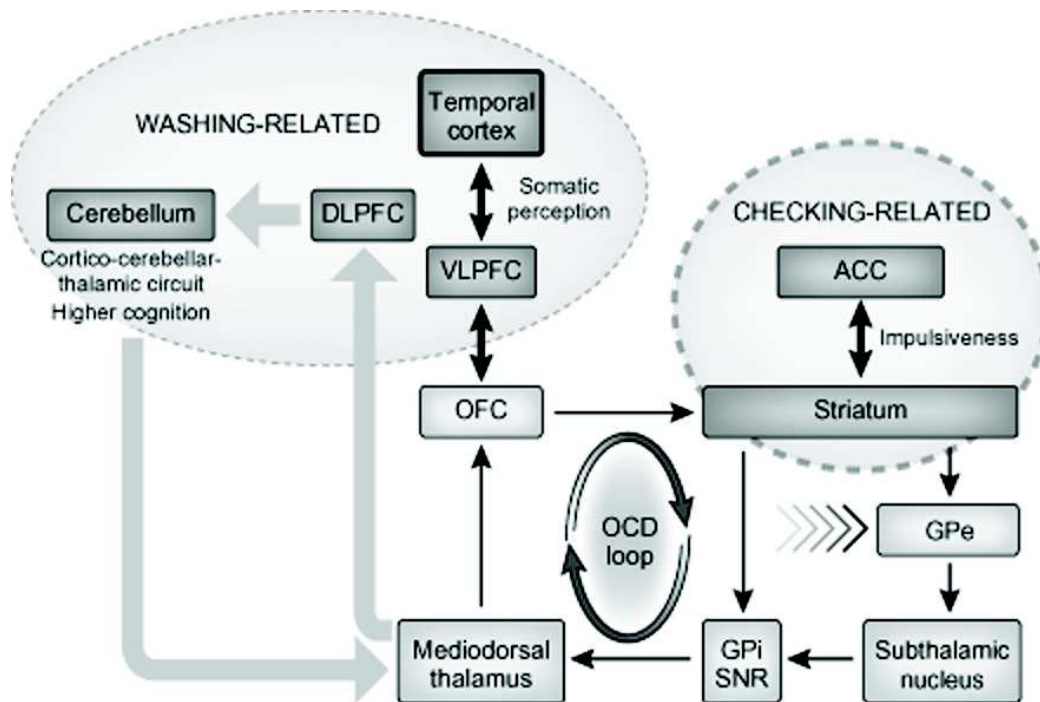 WASHING-RELATED
Temporal
cortex
Somatic
perception
Cerebellum
DLPFC
Cortico-cerebellar-
thalamic circuit
Higher cognition
VLPFC
CHECKING-RELATED
ACC
Impulsiveness
OFC
Striatum
OCD
loop
GPe
Mediodorsal
thalamus
GPi
SNR
Subthalamic
nucleus